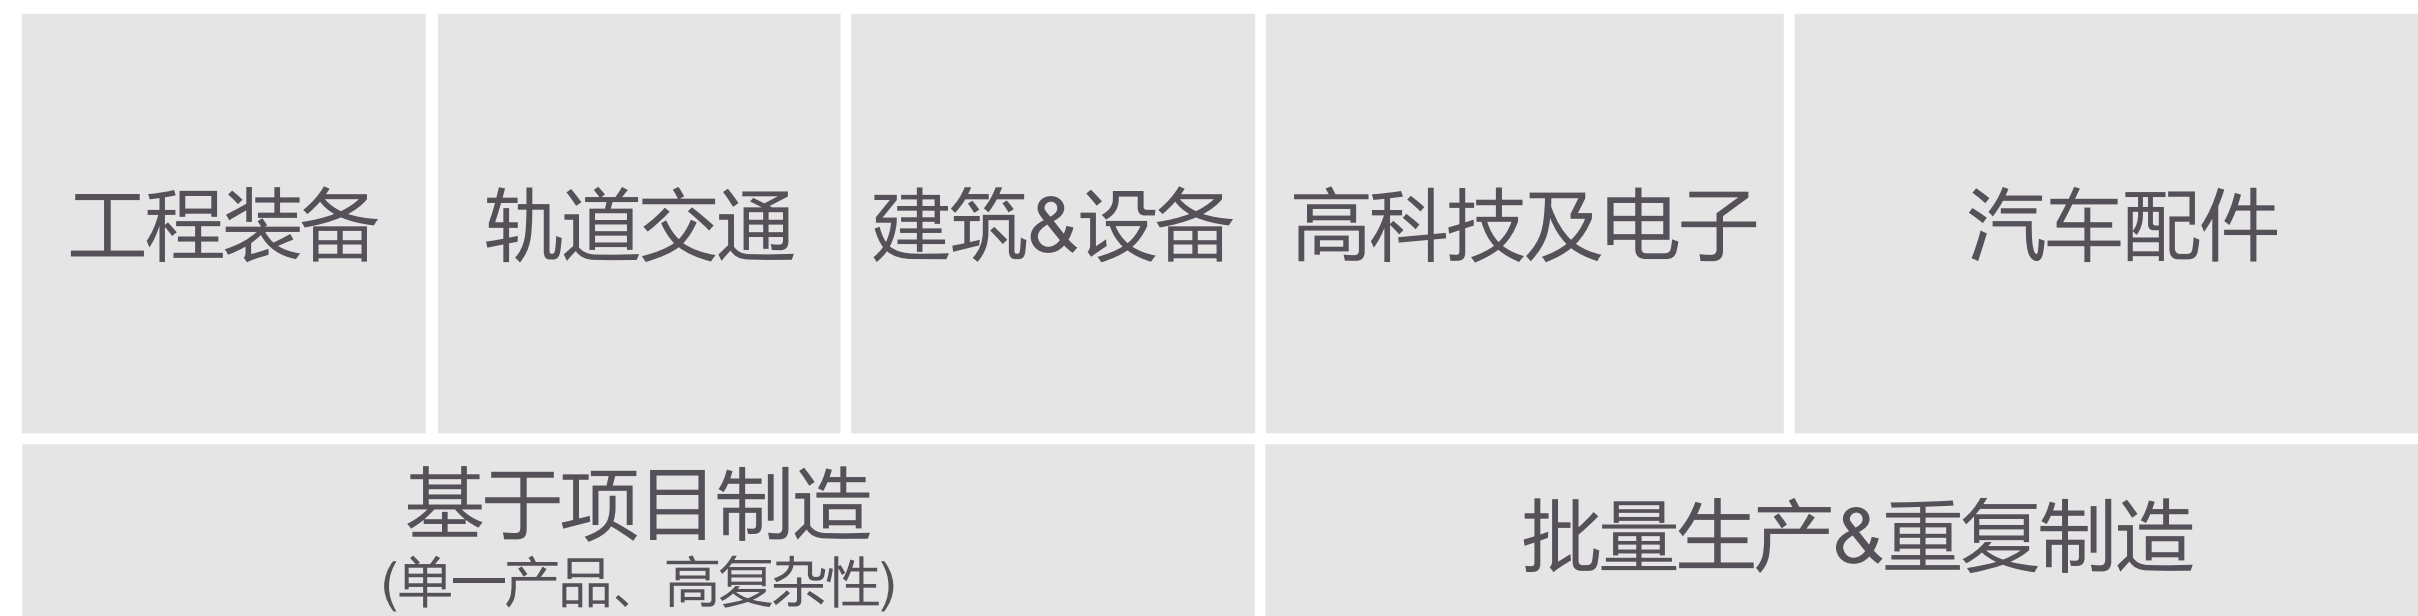 工程装备
轨道交通
建筑&设备
高科技及电子
汽车配件
基于项目制造
(单一产品、高复杂性)
批量生产&重复制造